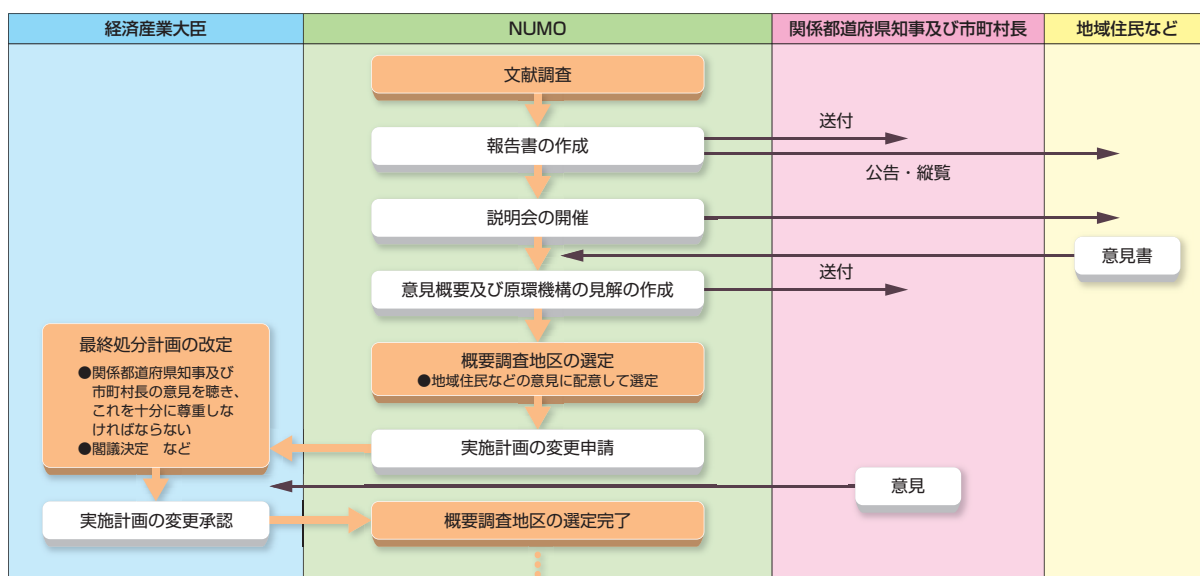 経済産業大臣
NUMO
関係都道府県知事及び市町村長
地域住民など
文献調査
報告書の作成
送付
公告・縦覧
説明会の開催
意見書
意見概要及び原環機構の見解の作成
送付
最終処分計画の改定
●関係都道府県知事及び
市町村長の意見を聴き、
これを十分に尊重しな
ければならない
●閣議決定 など
概要調査地区の選定
●地域住民などの意見に配意して選定
実施計画の変更申請
意見
実施計画の変更承認
概要調査地区の選定完了